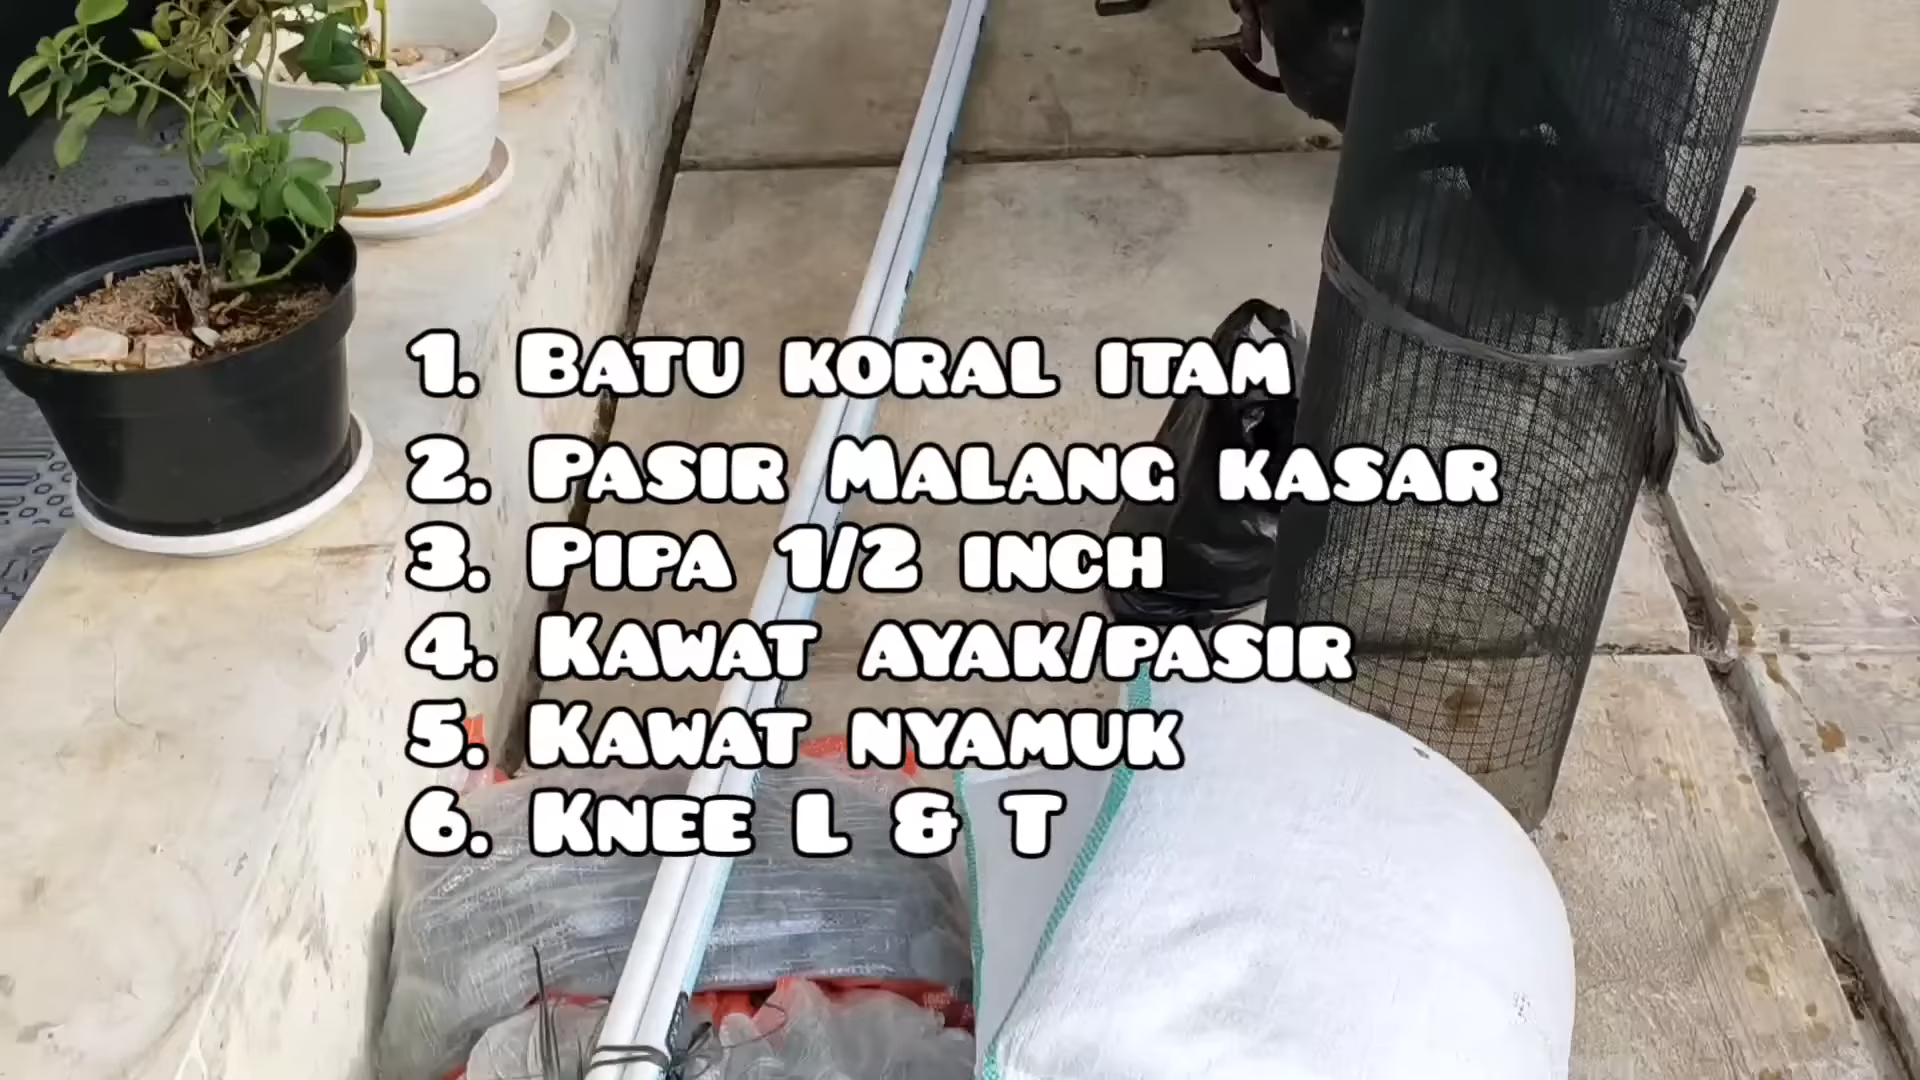 1. Batu koral itam
2. Pasir Malang kasar
3. Pipa 1/2 inch
4. Kawat ayak/pasir
5. Kawat nyamuk
6. Knee L & T